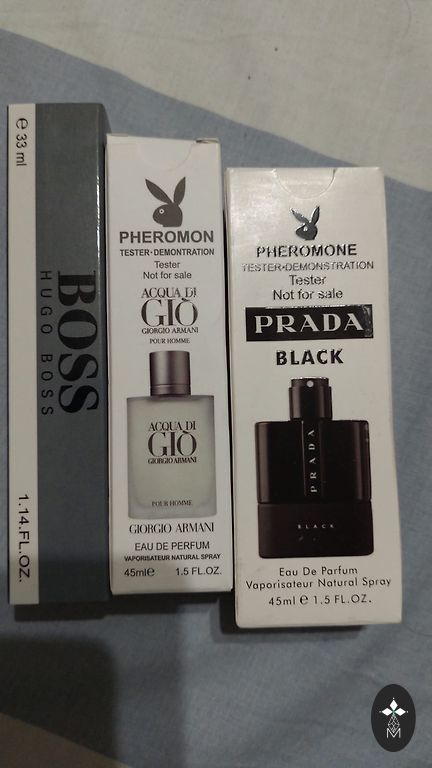 ℮ 33 ml
BOSS
HUGO BOSS
1.14.FL.OZ.
PHEROMON
TESTER-DEMONTRATION
Tester
Not for sale
ACQUA DI
GIÒ
GIORGIO ARMANI
POUR HOMME
ACQUA DI
GIÒ
GIORGIO ARMANI
POUR HOMME
GIORGIO ARMANI
EAU DE PERFUM
VAPORISATEUR NATURAL SPRAY
45ml℮ 1.5 FL.OZ.
PHEROMONE
TESTER-DEMONSTRATION
Tester
Not for sale
PRADA
BLACK
PRADA
BLACK
Eau De Parfum
Vaporisateur Natural Spray
45ml ℮ 1.5 FL.OZ.
M